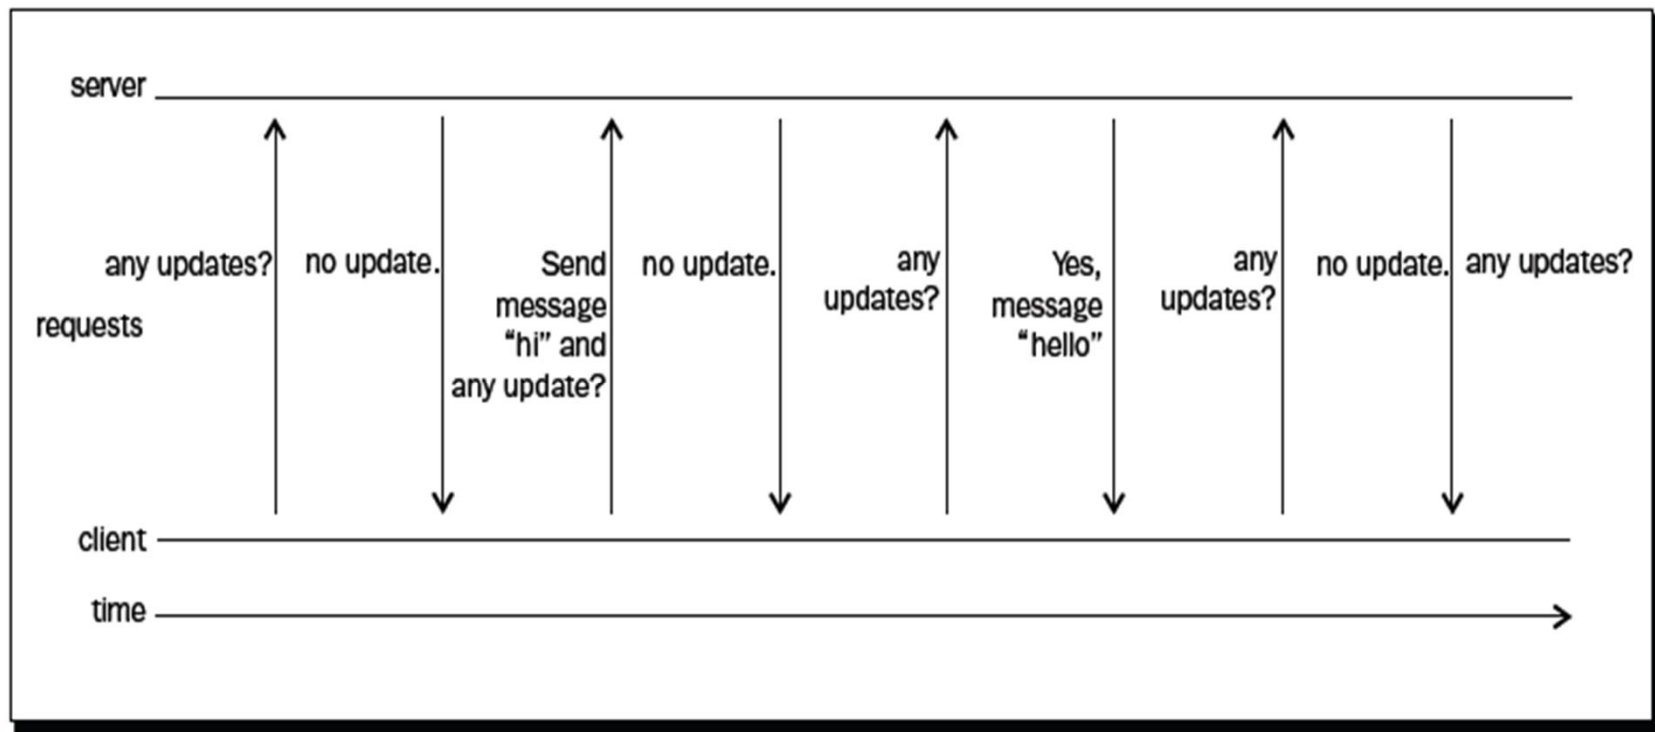 server
any updates?
no update.
Send
message
“hi” and
any update?
no update.
any
updates?
Yes,
message
“hello”
any
updates?
no update.
any updates?
requests
client
time